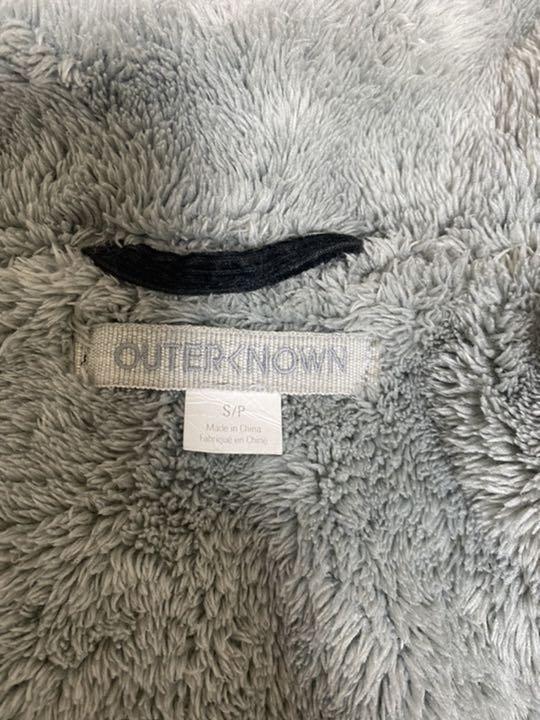 OUTERKNOWN
S/P
Made in China
Fabriqué en Chine